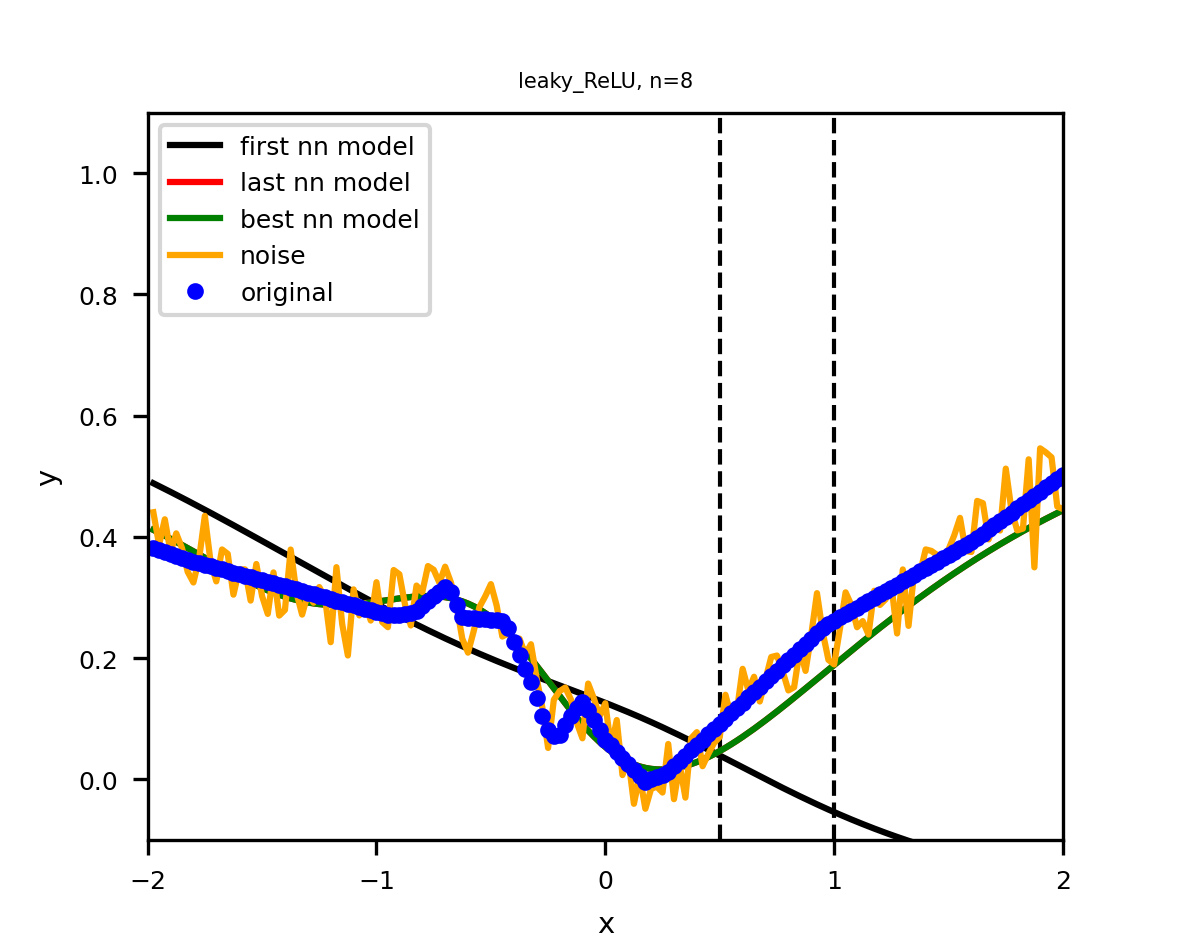 leaky_ReLU, n=8
first nn model
last nn model
best nn model
noise
original
1.0
0.8
0.6
0.4
0.2
0.0
y
−2
−1
0
1
2
x